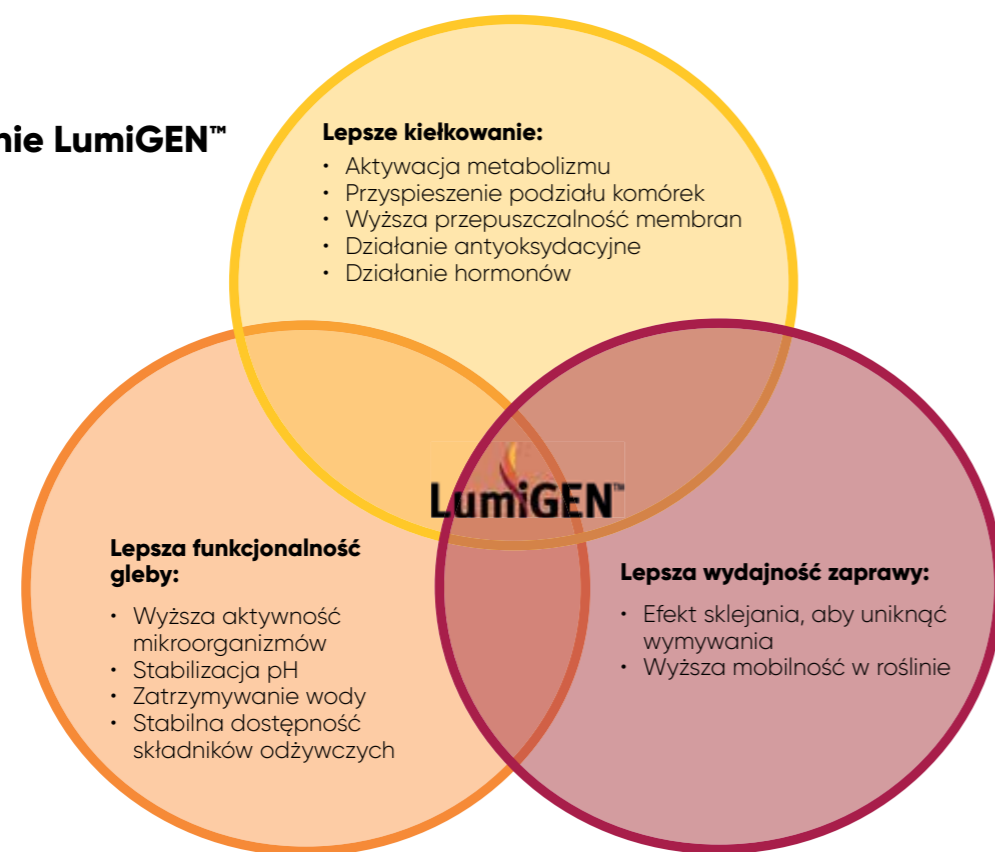 nie LumiGEN™
Lepsze kiełkowanie:
• Aktywacja metabolizmu
• Przyspieszenie podziału komórek
• Wyższa przepuszczalność membran
• Działanie antyoksydacyjne
• Działanie hormonów
LumiGEN™
Lepsza funkcjonalność
gleby:
• Wyższa aktywność
mikroorganizmów
• Stabilizacja pH
• Zatrzymywanie wody
• Stabilna dostępność
składników odżywczych
Lepsza wydajność zaprawy:
• Efekt sklejania, aby uniknąć
wymywania
• Wyższa mobilność w roślinie